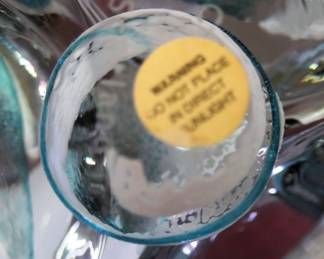 WARNING
DO NOT PLACE
IN DIRECT
SUNLIGHT